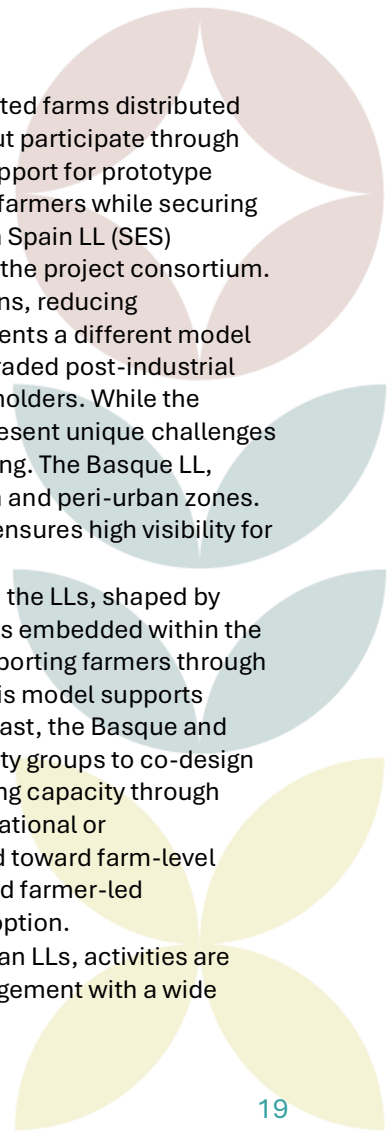 ted farms distributed
ut participate through
pport for prototype
farmers while securing
n Spain LL (SES)
the project consortium.
ns, reducing
ents a different model
raded post-industrial
holders. While the
resent unique challenges
ng. The Basque LL,
n and peri-urban zones.
ensures high visibility for
the LLs, shaped by
s embedded within the
porting farmers through
is model supports
ast, the Basque and
ty groups to co-design
ng capacity through
ational or
d toward farm-level
d farmer-led
option.
an LLs, activities are
gement with a wide
19